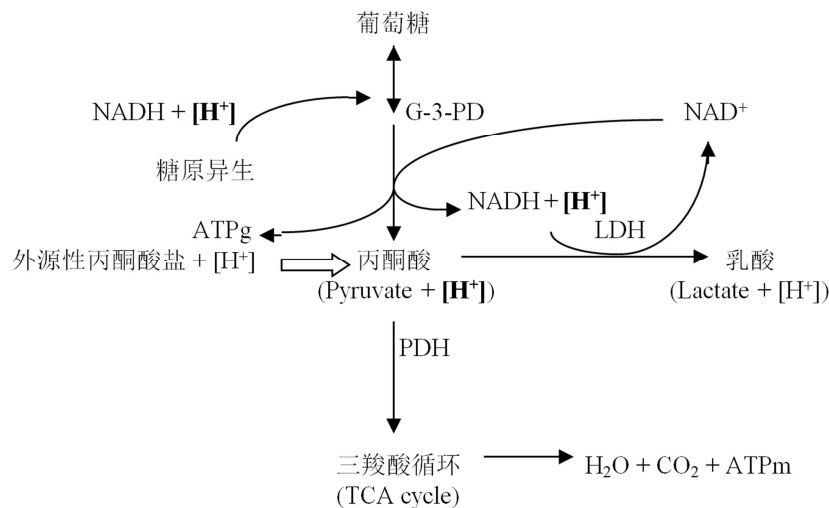 葡萄糖
NADH + [H⁺]
G-3-PD
NAD⁺
糖原异生
NADH + [H⁺]
ATPg
LDH
外源性丙酮酸盐 + [H⁺]
丙酮酸
乳酸
(Pyruvate + [H⁺])
(Lactate + [H⁺])
PDH
三羧酸循环
H₂O + CO₂ + ATPm
(TCA cycle)